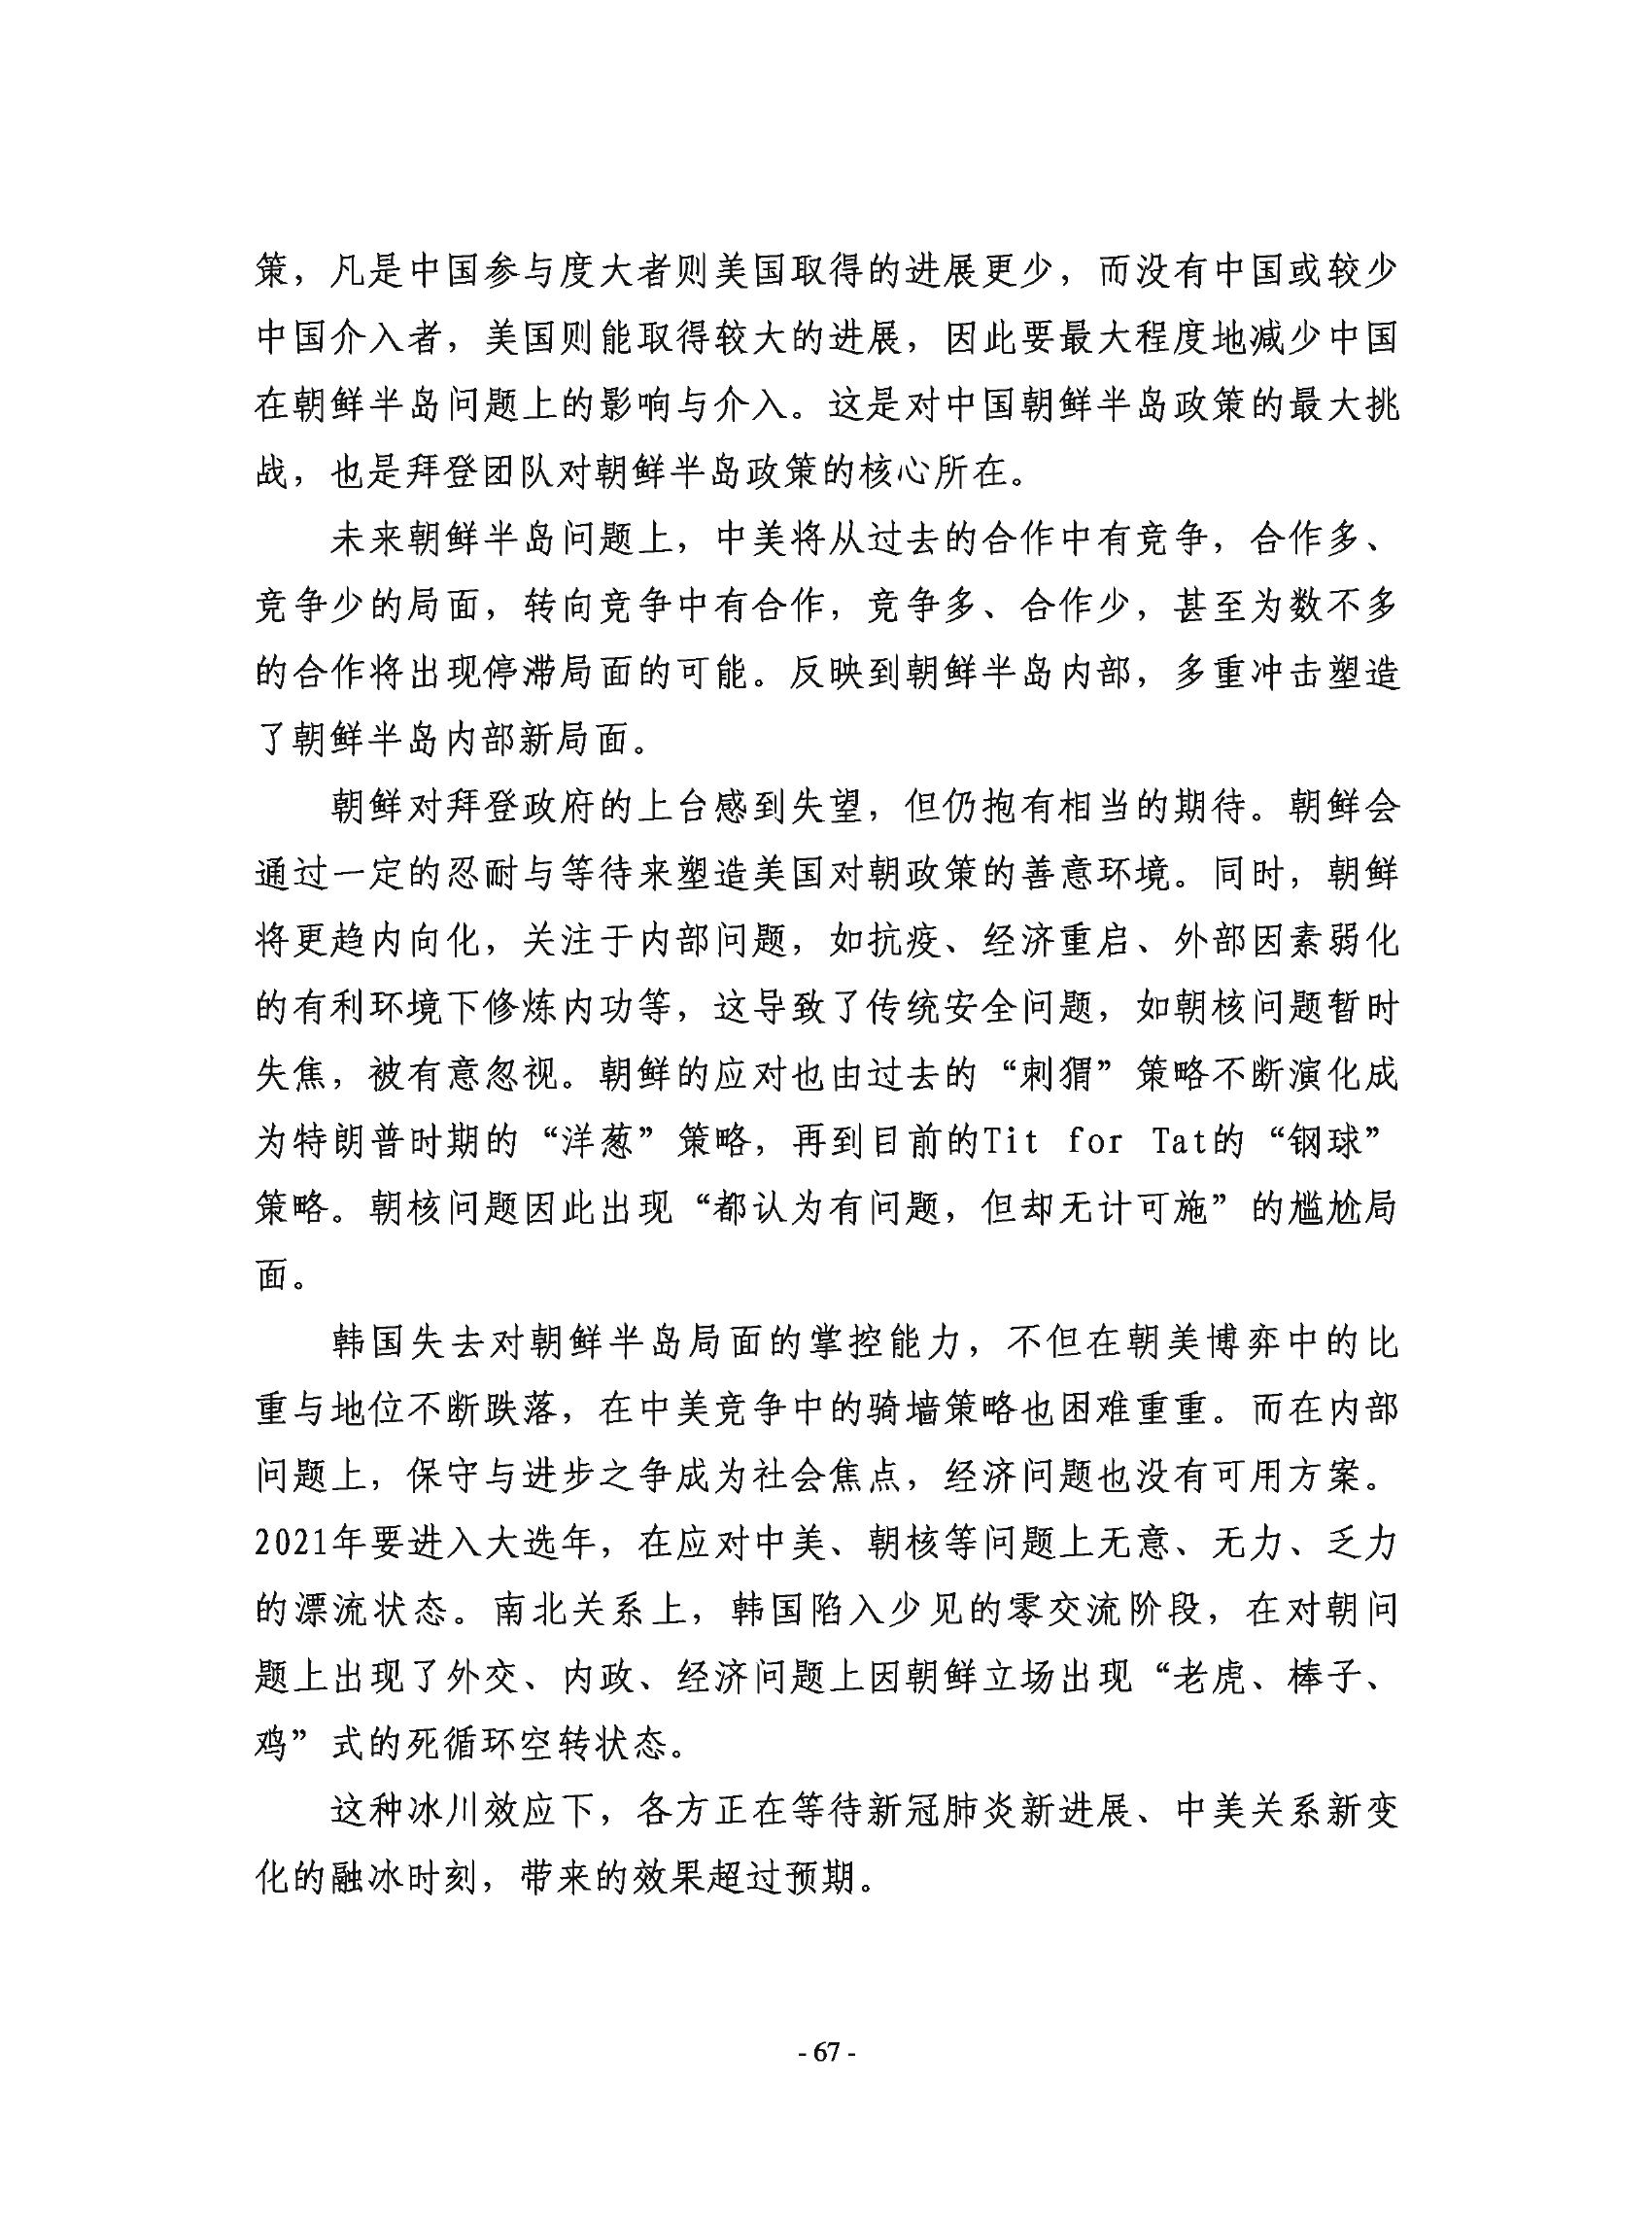 策，凡是中国参与度大者则美国取得的进展更少，而没有中国或较少
中国介入者，美国则能取得较大的进展，因此要最大程度地减少中国
在朝鲜半岛问题上的影响与介入。这是对中国朝鲜半岛政策的最大挑
战，也是拜登团队对朝鲜半岛政策的核心所在。
未来朝鲜半岛问题上，中美将从过去的合作中有竞争，合作多、
竞争少的局面，转向竞争中有合作，竞争多、合作少，甚至为数不多
的合作将出现停滞局面的可能。反映到朝鲜半岛内部，多重冲击塑造
了朝鲜半岛内部新局面。
朝鲜对拜登政府的上台感到失望，但仍抱有相当的期待。朝鲜会
通过一定的忍耐与等待来塑造美国对朝政策的善意环境。同时，朝鲜
将更趋内向化，关注于内部问题，如抗疫、经济重启、外部因素弱化
的有利环境下修炼内功等，这导致了传统安全问题，如朝核问题暂时
失焦，被有意忽视。朝鲜的应对也由过去的“刺猬”策略不断演化成
为特朗普时期的“洋葱”策略，再到目前的Tit for Tat的“钢球”
策略。朝核问题因此出现“都认为有问题，但却无计可施”的尴尬局
面。
韩国失去对朝鲜半岛局面的掌控能力，不但在朝美博弈中的比
重与地位不断跌落，在中美竞争中的骑墙策略也困难重重。而在内部
问题上，保守与进步之争成为社会焦点，经济问题也没有可用方案。
2021年要进入大选年，在应对中美、朝核等问题上无意、无力、乏力
的漂流状态。南北关系上，韩国陷入少见的零交流阶段，在对朝问
题上出现了外交、内政、经济问题上因朝鲜立场出现“老虎、棒子、
鸡”式的死循环空转状态。
这种冰川效应下，各方正在等待新冠肺炎新进展、中美关系新变
化的融冰时刻，带来的效果超过预期。
- 67 -